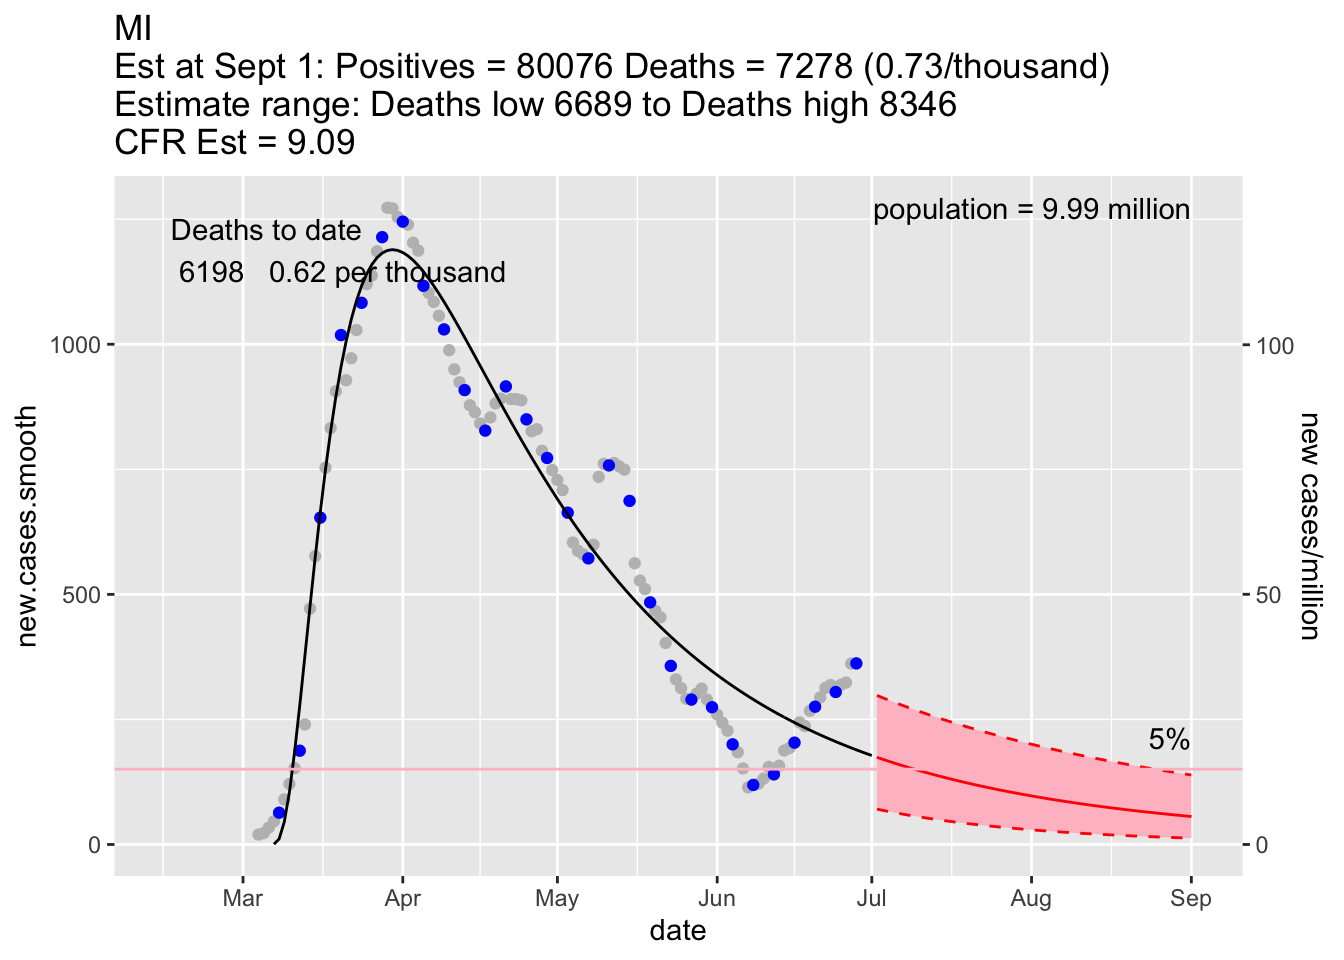 MI
Est at Sept 1: Positives = 80076 Deaths = 7278 (0.73/thousand)
Estimate range: Deaths low 6689 to Deaths high 8346
CFR Est = 9.09
population = 9.99 million
Deaths to date
6198 0.62 per thousand
1000
500
0
new.cases.smooth
100
50
0
new cases/million
5%
Mar Apr May Jun Jul Aug Sep
date